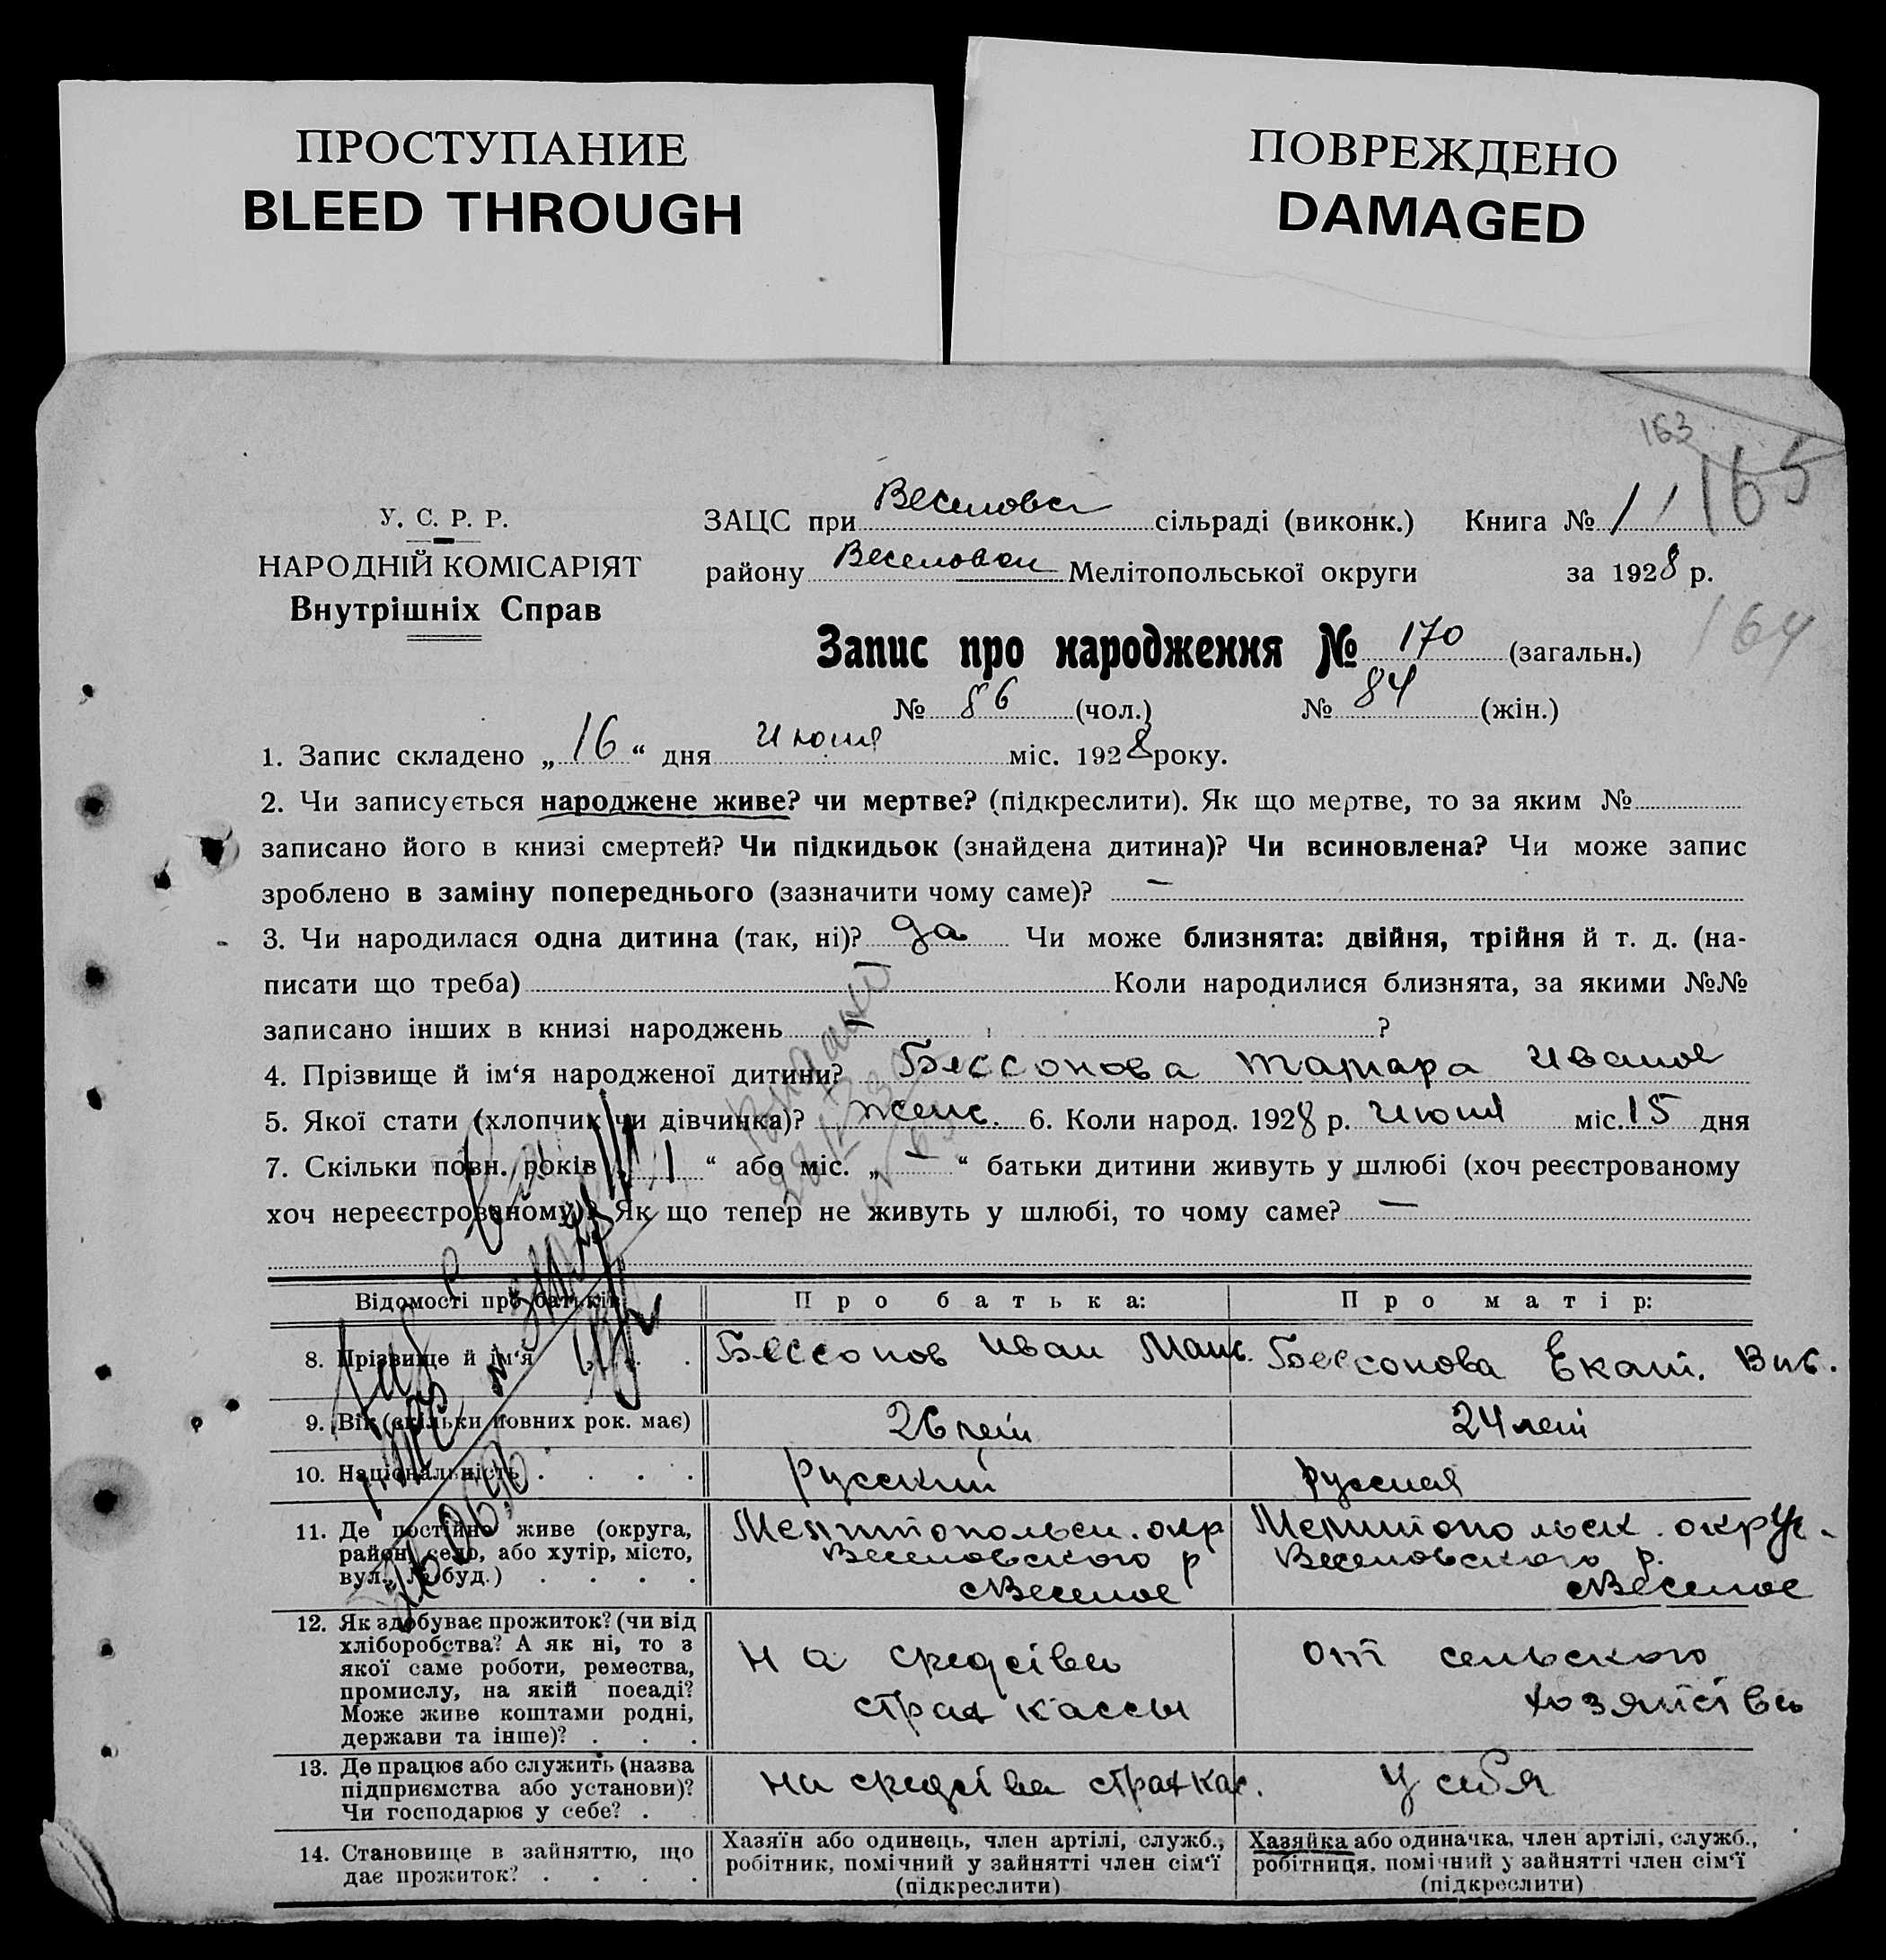 ПРОСТУПАНИЕ
BLEED THROUGH
ПОВРЕЖДЕНО
DAMAGED
163
165
У. С. Р. Р.
НАРОДНІЙ КОМІСАРІЯТ
Внутрішніх Справ
ЗАЦС при Веселовск сільраді (виконк.) Книга № 1
району Веселовск Мелітопольської округи за 1928 р.
164
Запис про народження № 170 (загальн.)
№ 86 (чол.) № 84 (жін.)
1. Запис складено „ 16 “ дня Июня міс. 1928 року.
2. Чи записується народжене живе? чи мертве? (підкреслити). Як що мертве, то за яким №
записано його в книзі смертей? Чи підкидьок (знайдена дитина)? Чи всиновлена? Чи може запис
зроблено в заміну попереднього (зазначити чому саме)? —
3. Чи народилася одна дитина (так, ні)? да Чи може близнята: двійня, трійня й т. д. (на-
писати що треба) Коли народилися близнята, за якими №№
записано інших в книзі народжень — ?
4. Прізвище й ім‘я народженої дитини? Бессонова Тамара Иванов
5. Якої стати (хлопчик чи дівчинка)? женс. 6. Коли народ. 1928 р. Июня міс. 15 дня
7. Скільки повн. років „ 11 “ або міс. „ — “ батьки дитини живуть у шлюбі (хоч реєстрованому
хоч нереєстрованому)? Як що тепер не живуть у шлюбі, то чому саме? —
Відомості про батьків: Про батька: Про матір:
8. Прізвище й ім‘я . . . Бессонов Иван Макс. Бессонова Екат. Вик.
9. Вік (скільки повних рок. має) 26 лет 24 лет
10. Національність . . . . Русский русская
11. Де постійно живе (округа,
район, село, або хутір, місто,
вул., № буд.) . . . .
Мелитопольск. окр
Веселовского р
с Веселое
Мелитопольск. округ.
Веселовского р.
с Веселое
12. Як здобуває прожиток? (чи від
хліборобства? А як ні, то з
якої саме роботи, ремества,
промислу, на якій посаді?
Може живе коштами родні,
держави та інше)? . . .
На средства
страх кассы
от сельского
хозяйства
13. Де працює або служить (назва
підприємства або установи)?
Чи господарює у себе? .
на средства страхкас.
У себя
14. Становище в зайняттю, що
дає прожиток? . . . .
Хазяїн або одинець, член артілі, служб.,
робітник, помічний у зайнятті член сім‘ї
(підкреслити)
Хазяйка або одиначка, член артілі, служб.,
робітниця, помічний у зайнятті член сім‘ї
(підкреслити)